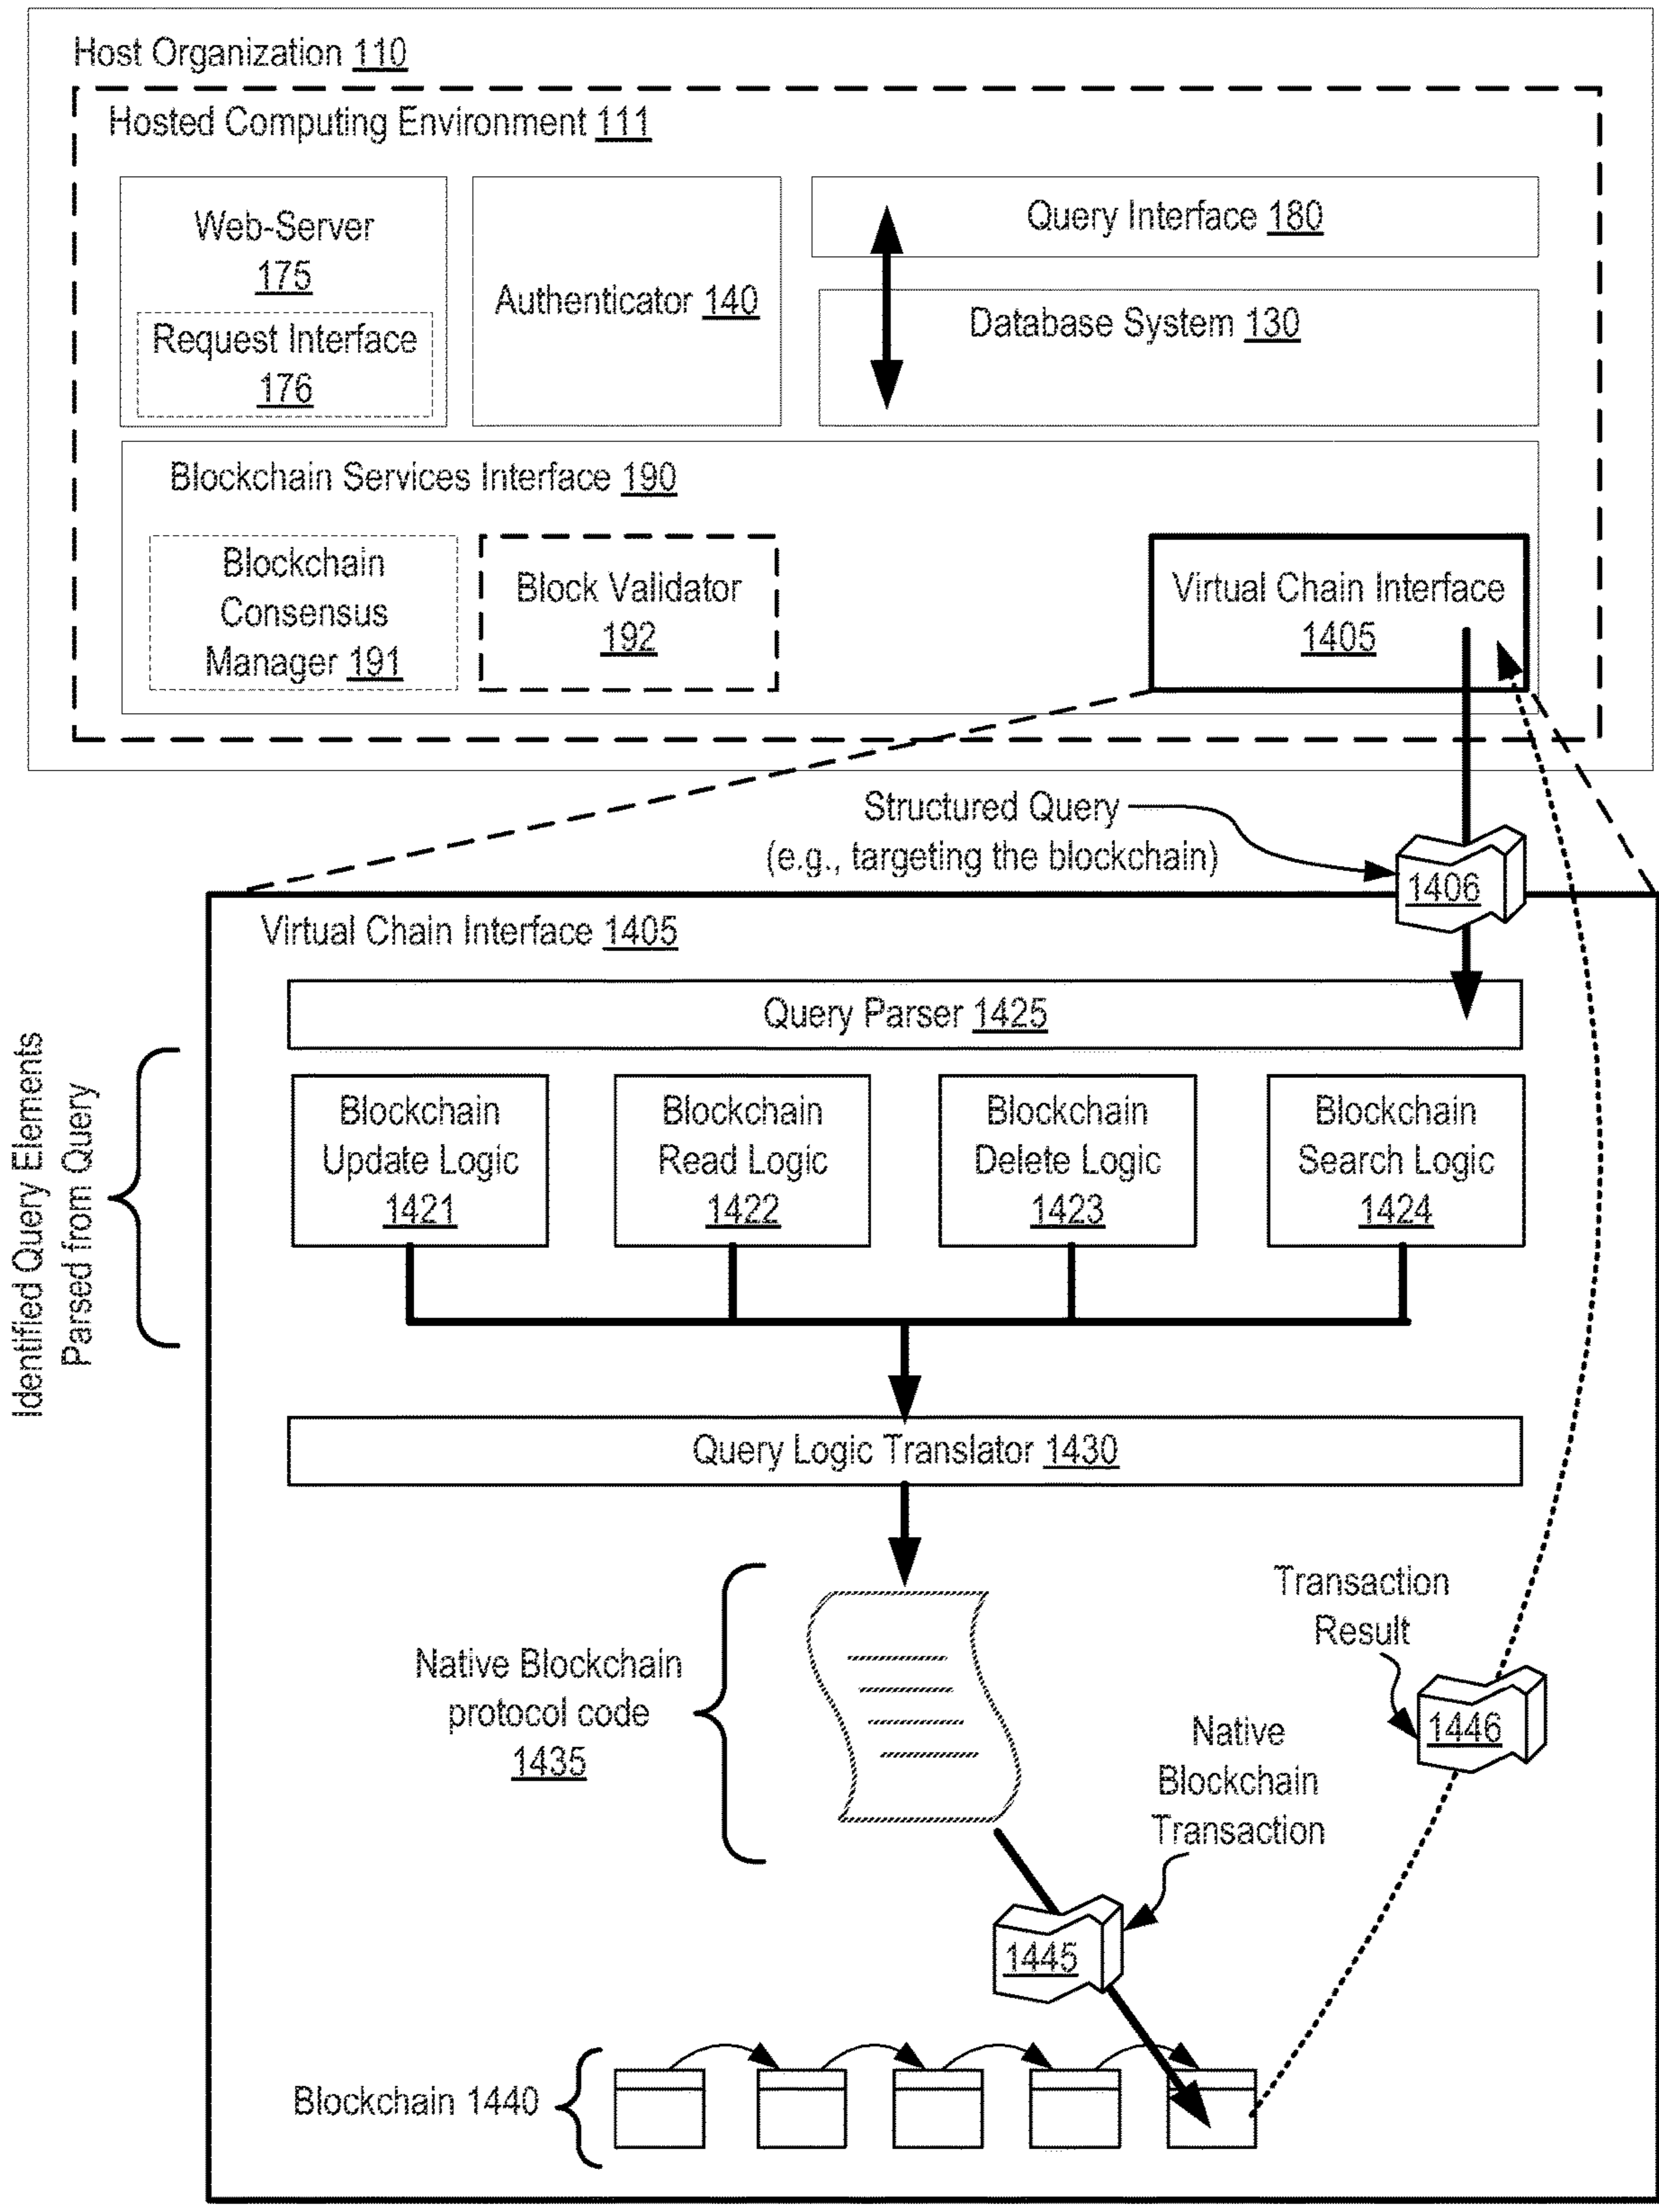 Host Organization 110
Hosted Computing Environment 111
Web-Server
175
Request Interface
176
Authenticator 140
Query Interface 180
Database System 130
Blockchain Services Interface 190
Blockchain
Consensus
Manager 191
Block Validator
192
Virtual Chain Interface
1405
Structured Query
(e.g., targeting the blockchain)
1406
Virtual Chain Interface 1405
Query Parser 1425
Identified Query Elements
Parsed from Query
Blockchain
Update Logic
1421
Blockchain
Read Logic
1422
Blockchain
Delete Logic
1423
Blockchain
Search Logic
1424
Query Logic Translator 1430
Native Blockchain
protocol code
1435
Transaction
Result
1446
Native
Blockchain
Transaction
1445
Blockchain 1440